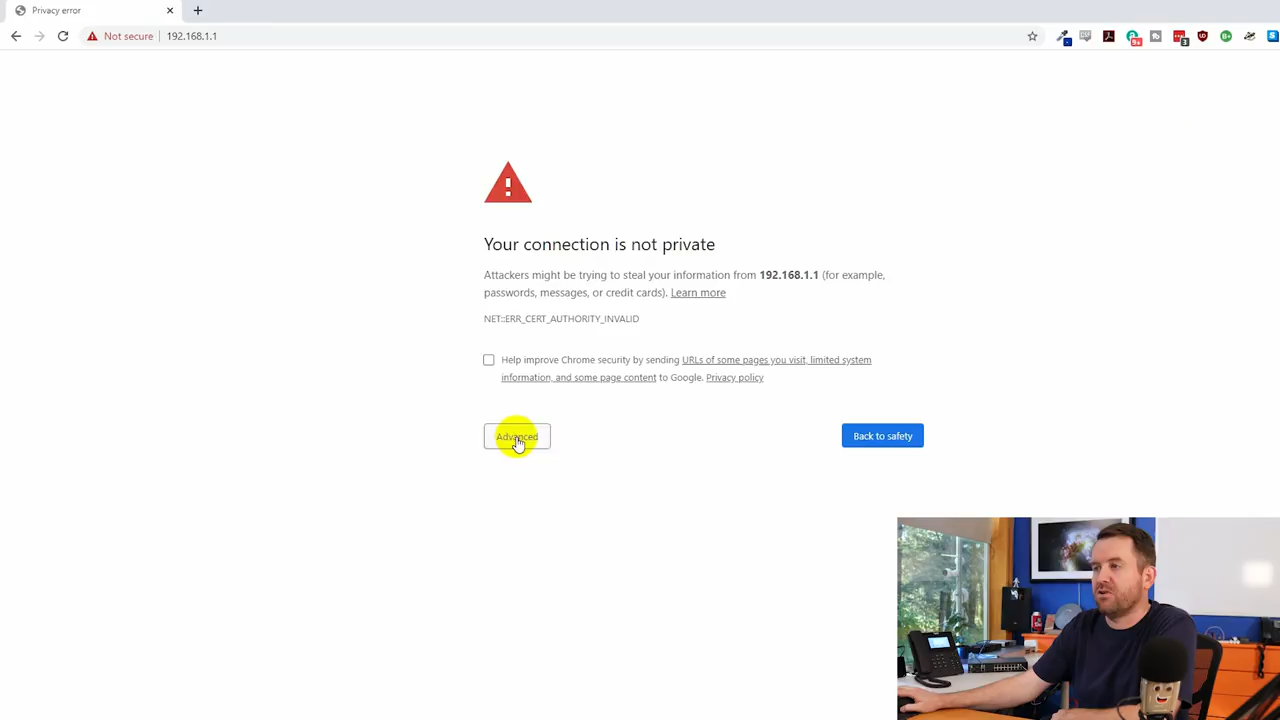 Privacy error
Not secure
192.168.1.1
Your connection is not private
Attackers might be trying to steal your information from 192.168.1.1 (for example,
passwords, messages, or credit cards). Learn more
NET::ERR_CERT_AUTHORITY_INVALID
Help improve Chrome security by sending URLs of some pages you visit, limited system
information, and some page content to Google. Privacy policy
Advanced
Back to safety